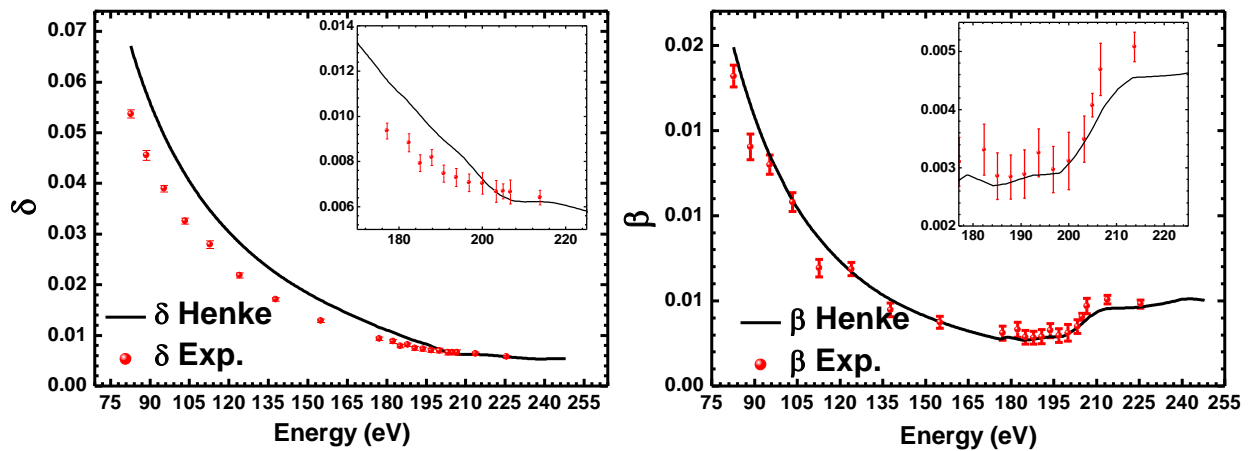 δ
0.07
0.06
0.05
0.04
0.03
0.02
0.01
0.00
75 90 105 120 135 150 165 180 195 210 225 240 255
Energy (eV)
δ Henke
δ Exp.
0.014
0.012
0.010
0.008
0.006
180 200 220
β
0.02
0.01
0.01
0.01
0.00
75 90 105 120 135 150 165 180 195 210 225 240 255
Energy (eV)
β Henke
β Exp.
0.005
0.004
0.003
0.002
180 190 200 210 220